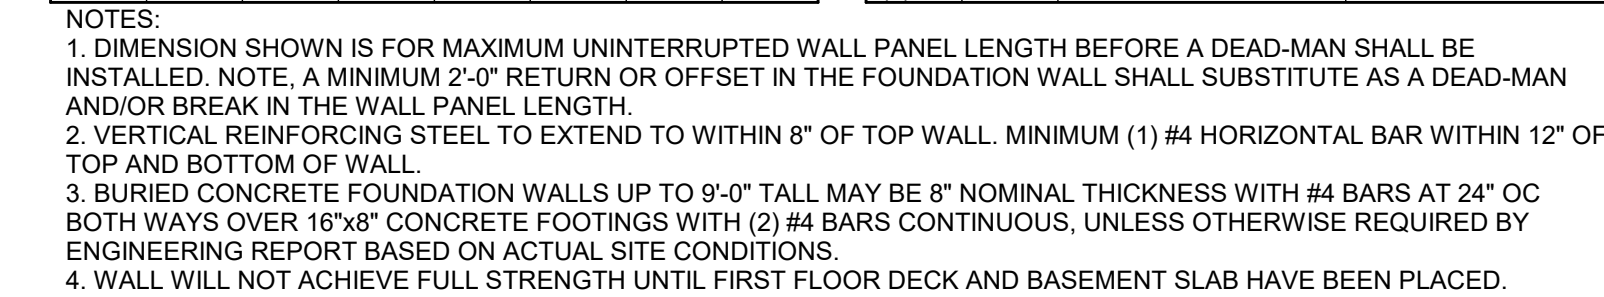 NOTES:
1. DIMENSION SHOWN IS FOR MAXIMUM UNINTERRUPTED WALL PANEL LENGTH BEFORE A DEAD-MAN SHALL BE
INSTALLED. NOTE, A MINIMUM 2'-0" RETURN OR OFFSET IN THE FOUNDATION WALL SHALL SUBSTITUTE AS A DEAD-MAN
AND/OR BREAK IN THE WALL PANEL LENGTH.
2. VERTICAL REINFORCING STEEL TO EXTEND TO WITHIN 8" OF TOP WALL. MINIMUM (1) #4 HORIZONTAL BAR WITHIN 12" OF
TOP AND BOTTOM OF WALL.
3. BURIED CONCRETE FOUNDATION WALLS UP TO 9'-0" TALL MAY BE 8" NOMINAL THICKNESS WITH #4 BARS AT 24" OC
BOTH WAYS OVER 16"x8" CONCRETE FOOTINGS WITH (2) #4 BARS CONTINUOUS, UNLESS OTHERWISE REQUIRED BY
ENGINEERING REPORT BASED ON ACTUAL SITE CONDITIONS.
4. WALL WILL NOT ACHIEVE FULL STRENGTH UNTIL FIRST FLOOR DECK AND BASEMENT SLAB HAVE BEEN PLACED.